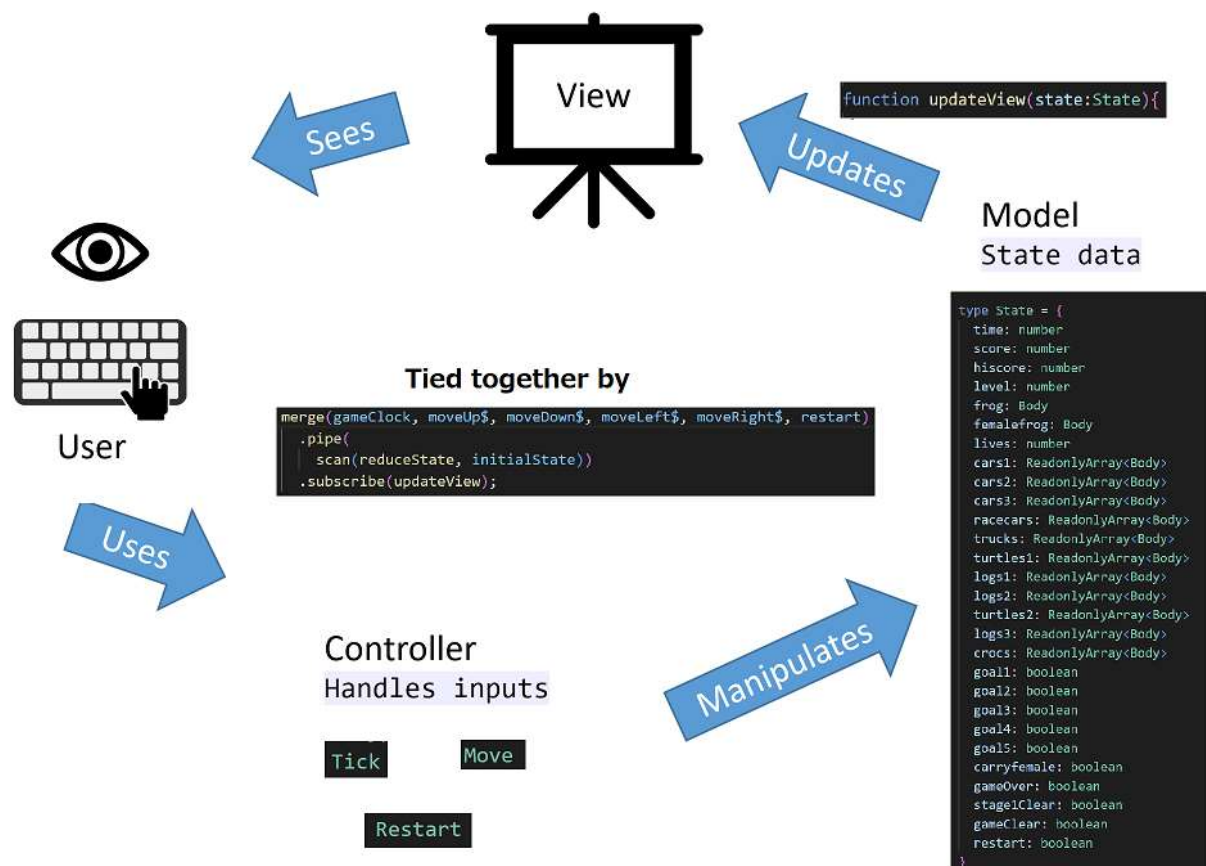 View
function updateView(state:State){
Sees
Updates
Model
State data
type State = {
time: number
score: number
hiscore: number
level: number
frog: Body
femalefrog: Body
lives: number
cars1: ReadonlyArray<Body>
cars2: ReadonlyArray<Body>
cars3: ReadonlyArray<Body>
racecars: ReadonlyArray<Body>
trucks: ReadonlyArray<Body>
turtles1: ReadonlyArray<Body>
logs1: ReadonlyArray<Body>
logs2: ReadonlyArray<Body>
turtles2: ReadonlyArray<Body>
logs3: ReadonlyArray<Body>
crocs: ReadonlyArray<Body>
goal1: boolean
goal2: boolean
goal3: boolean
goal4: boolean
goal5: boolean
carryfemale: boolean
gameOver: boolean
stage1Clear: boolean
gameClear: boolean
restart: boolean
}
Tied together by
merge(gameClock, moveUp$, moveDown$, moveLeft$, moveRight$, restart)
.pipe(
scan(reduceState, initialState))
.subscribe(updateView);
User
Uses
Controller
Handles inputs
Manipulates
Tick
Move
Restart